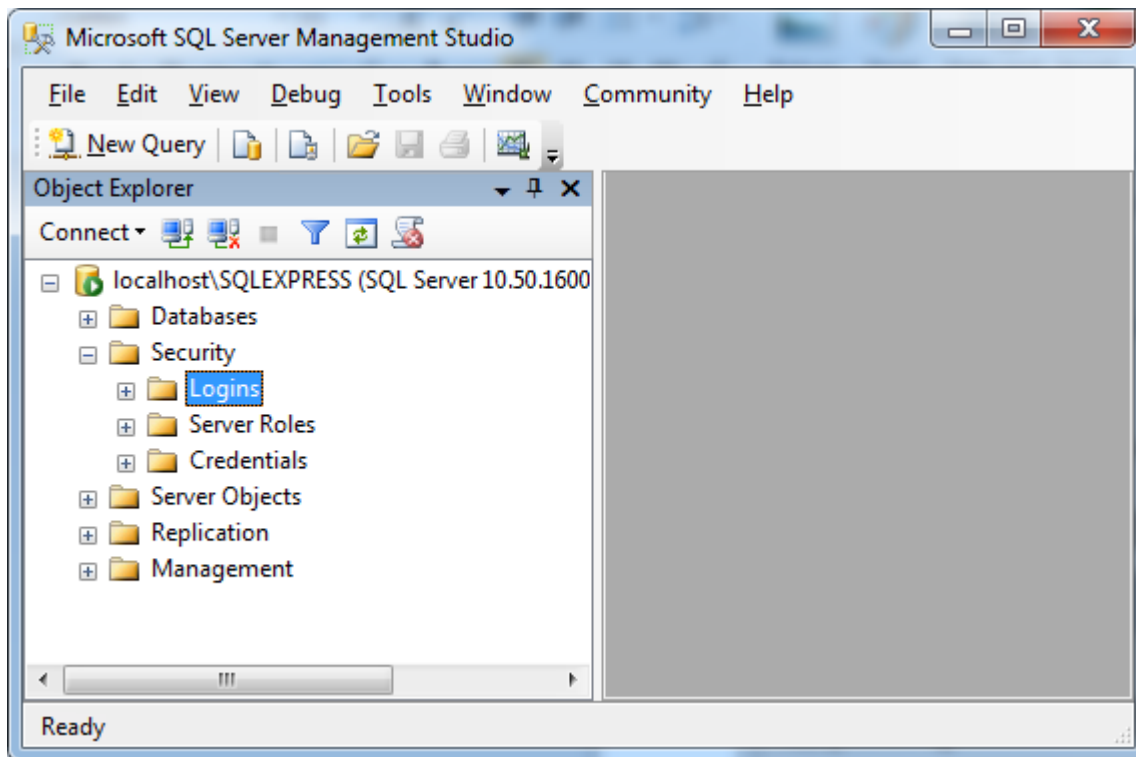 Microsoft SQL Server Management Studio
File Edit View Debug Tools Window Community Help
New Query
Object Explorer
Connect
localhost\SQLEXPRESS (SQL Server 10.50.1600
Databases
Security
Logins
Server Roles
Credentials
Server Objects
Replication
Management
Ready